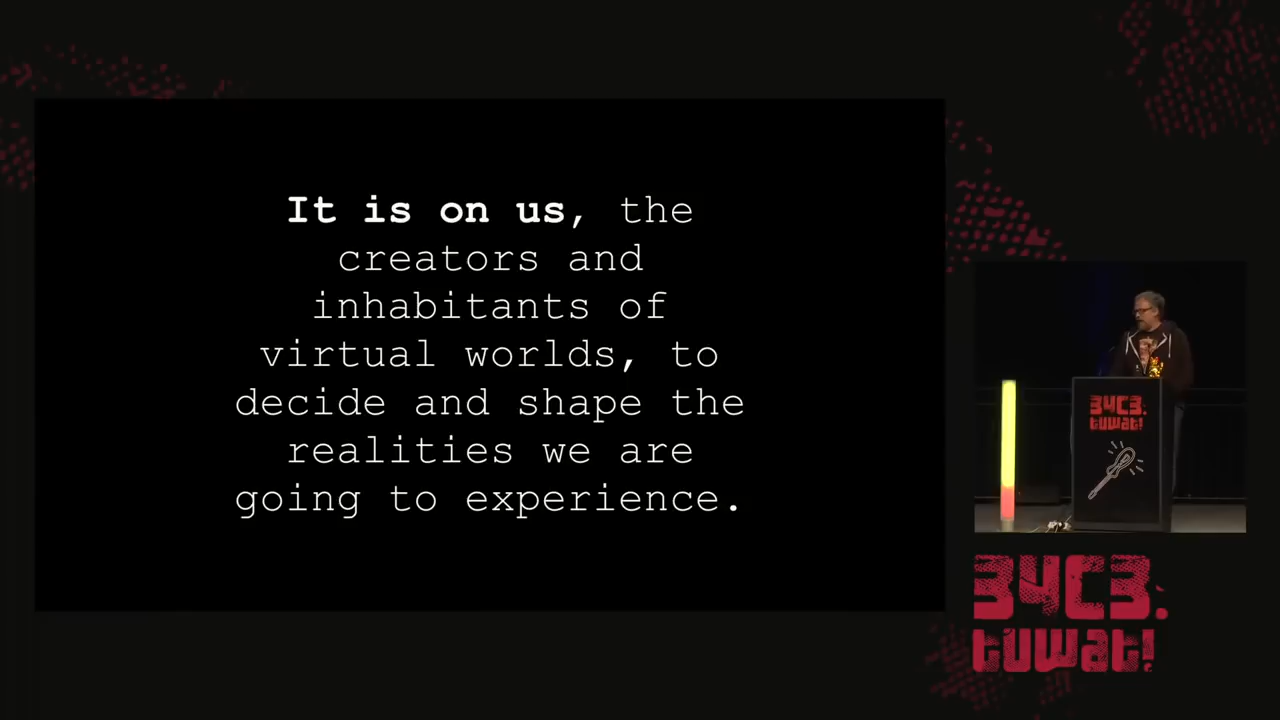 It is on us, the
creators and
inhabitants of
virtual worlds, to
decide and shape the
realities we are
going to experience.
34C3.
tuwat!
34C3.
tuwat!